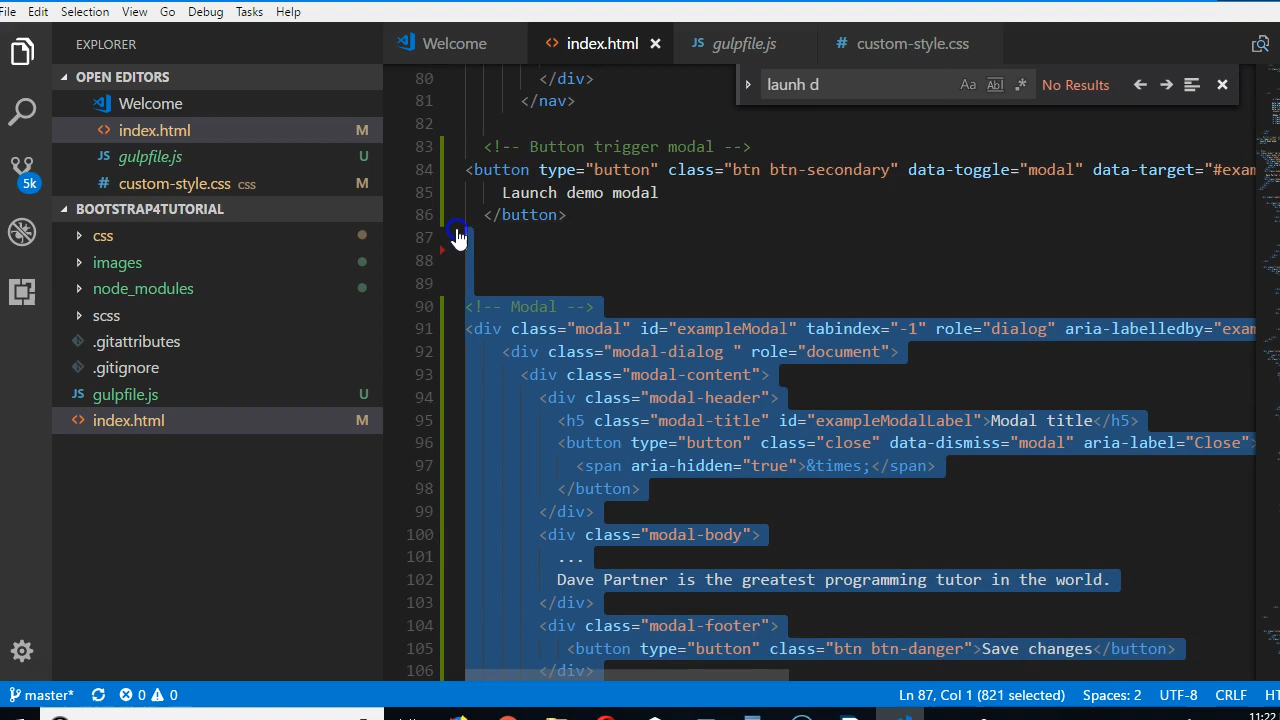 File Edit Selection View Go Debug Tasks Help
EXPLORER
OPEN EDITORS
Welcome
index.html M
gulpfile.js U
custom-style.css css M
BOOTSTRAP4TUTORIAL
css
images
node_modules
scss
.gitattributes
.gitignore
gulpfile.js U
index.html M
5k
Welcome index.html gulpfile.js custom-style.css
launh d Aa Abl .* No Results
80 </div>
81 </nav>
82
83 <!-- Button trigger modal -->
84 <button type="button" class="btn btn-secondary" data-toggle="modal" data-target="#exam
85 Launch demo modal
86 </button>
87
88
89
90 <!-- Modal -->
91 <div class="modal" id="exampleModal" tabindex="-1" role="dialog" aria-labelledby="exam
92 <div class="modal-dialog " role="document">
93 <div class="modal-content">
94 <div class="modal-header">
95 <h5 class="modal-title" id="exampleModalLabel">Modal title</h5>
96 <button type="button" class="close" data-dismiss="modal" aria-label="Close">
97 <span aria-hidden="true">&times;</span>
98 </button>
99 </div>
100 <div class="modal-body">
101 ...
102 Dave Partner is the greatest programming tutor in the world.
103 </div>
104 <div class="modal-footer">
105 <button type="button" class="btn btn-danger">Save changes</button>
106 </div>
master* 0 0 Ln 87, Col 1 (821 selected) Spaces: 2 UTF-8 CRLF HT
11:22